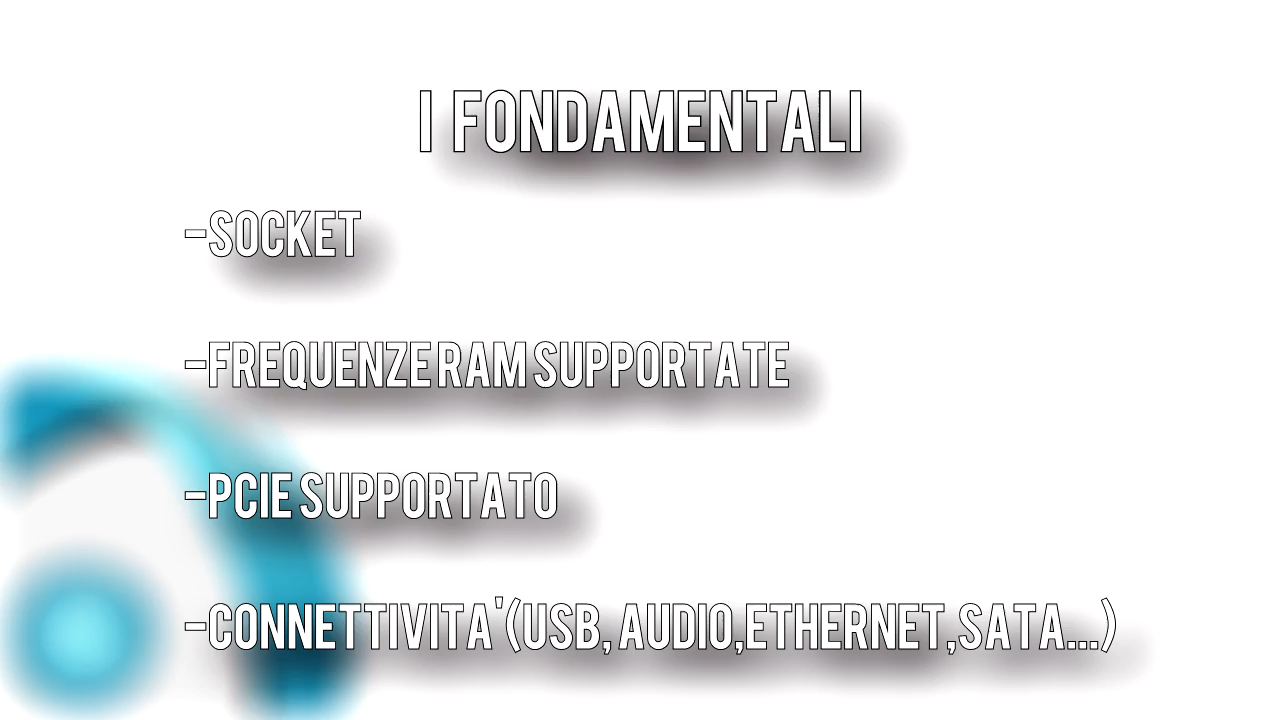 I FONDAMENTALI
-SOCKET
-FREQUENZE RAM SUPPORTATE
-PCIE SUPPORTATO
-CONNETTIVITA'(USB, AUDIO,ETHERNET,SATA...)